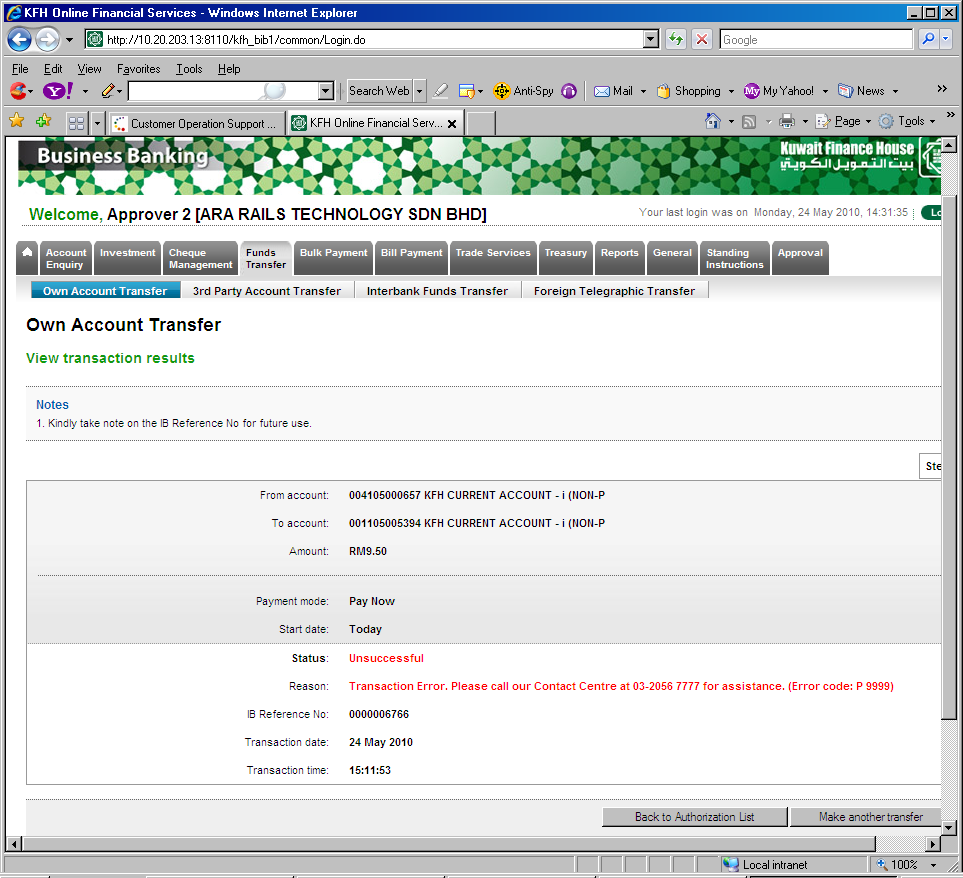 KFH Online Financial Services - Windows Internet Explorer
http://10.20.203.13:8110/kfh_bib1/common/Login.do
Google
File Edit View Favorites Tools Help
Y! Search Web Anti-Spy Mail Shopping My Yahoo! News »
Customer Operation Support ... KFH Online Financial Serv... Page Tools »
Business Banking
Kuwait Finance House
بيت التمويل الكويتي
Welcome, Approver 2 [ARA RAILS TECHNOLOGY SDN BHD]
Your last login was on Monday, 24 May 2010, 14:31:35 Lo
Account Enquiry
Investment
Cheque Management
Funds Transfer
Bulk Payment
Bill Payment
Trade Services
Treasury
Reports
General
Standing Instructions
Approval
Own Account Transfer 3rd Party Account Transfer Interbank Funds Transfer Foreign Telegraphic Transfer
Own Account Transfer
View transaction results
Notes
1. Kindly take note on the IB Reference No for future use.
Ste
From account: 004105000657 KFH CURRENT ACCOUNT - i (NON-P
To account: 001105005394 KFH CURRENT ACCOUNT - i (NON-P
Amount: RM9.50
Payment mode: Pay Now
Start date: Today
Status: Unsuccessful
Reason: Transaction Error. Please call our Contact Centre at 03-2056 7777 for assistance. (Error code: P 9999)
IB Reference No: 0000006766
Transaction date: 24 May 2010
Transaction time: 15:11:53
Back to Authorization List Make another transfer
Local intranet 100%